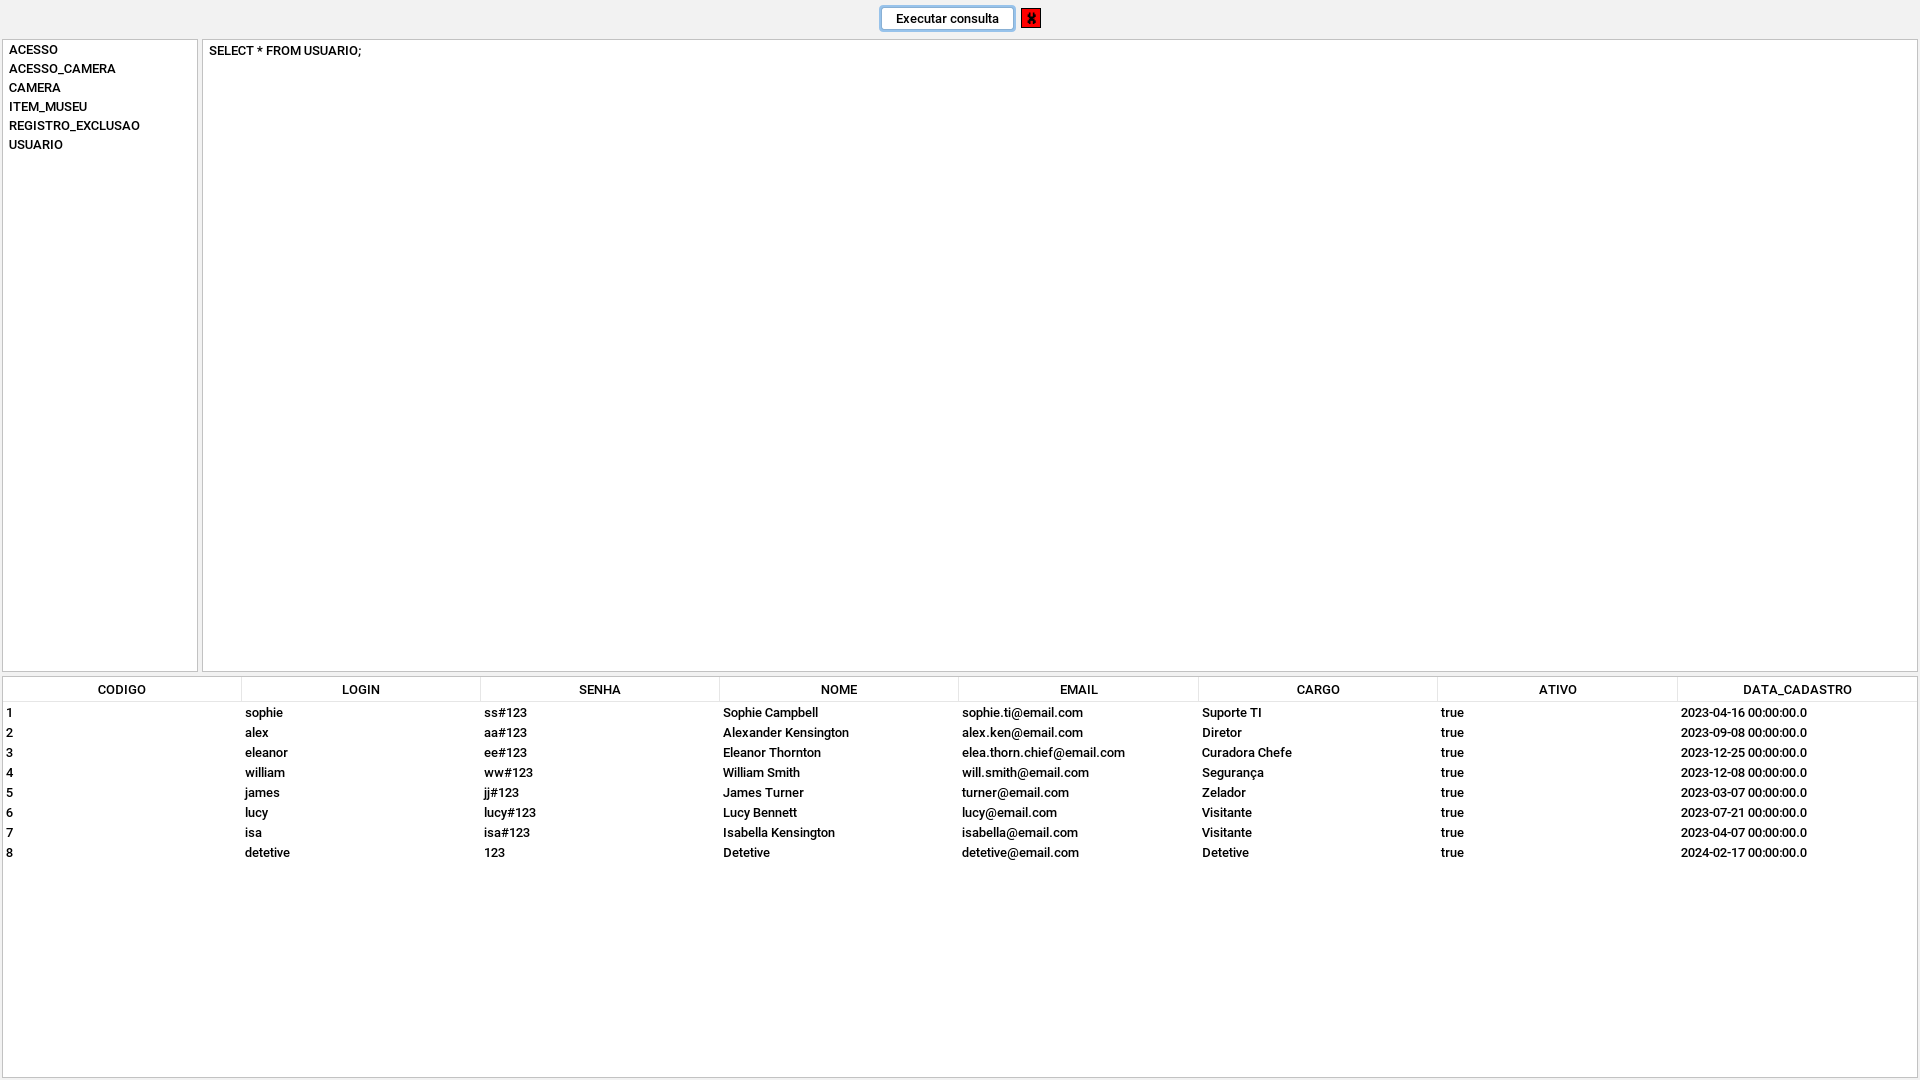 Executar consulta
ACESSO
ACESSO_CAMERA
CAMERA
ITEM_MUSEU
REGISTRO_EXCLUSAO
USUARIO
SELECT * FROM USUARIO;
CODIGO LOGIN SENHA NOME EMAIL CARGO ATIVO DATA_CADASTRO
1 sophie ss#123 Sophie Campbell sophie.ti@email.com Suporte TI true 2023-04-16 00:00:00.0
2 alex aa#123 Alexander Kensington alex.ken@email.com Diretor true 2023-09-08 00:00:00.0
3 eleanor ee#123 Eleanor Thornton elea.thorn.chief@email.com Curadora Chefe true 2023-12-25 00:00:00.0
4 william ww#123 William Smith will.smith@email.com Segurança true 2023-12-08 00:00:00.0
5 james jj#123 James Turner turner@email.com Zelador true 2023-03-07 00:00:00.0
6 lucy lucy#123 Lucy Bennett lucy@email.com Visitante true 2023-07-21 00:00:00.0
7 isa isa#123 Isabella Kensington isabella@email.com Visitante true 2023-04-07 00:00:00.0
8 detetive 123 Detetive detetive@email.com Detetive true 2024-02-17 00:00:00.0